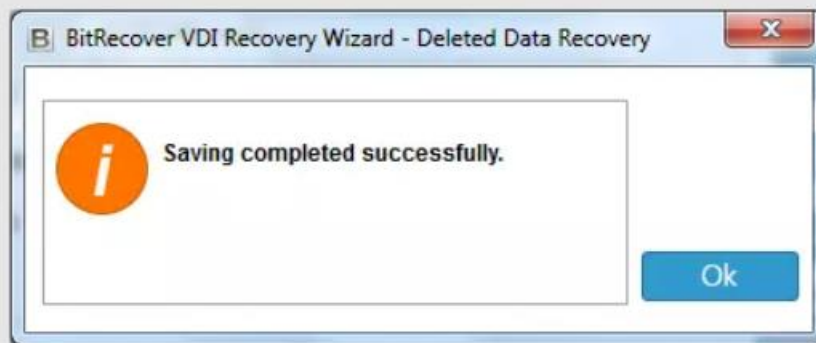 B BitRecover VDI Recovery Wizard - Deleted Data Recovery
i Saving completed successfully.
Ok